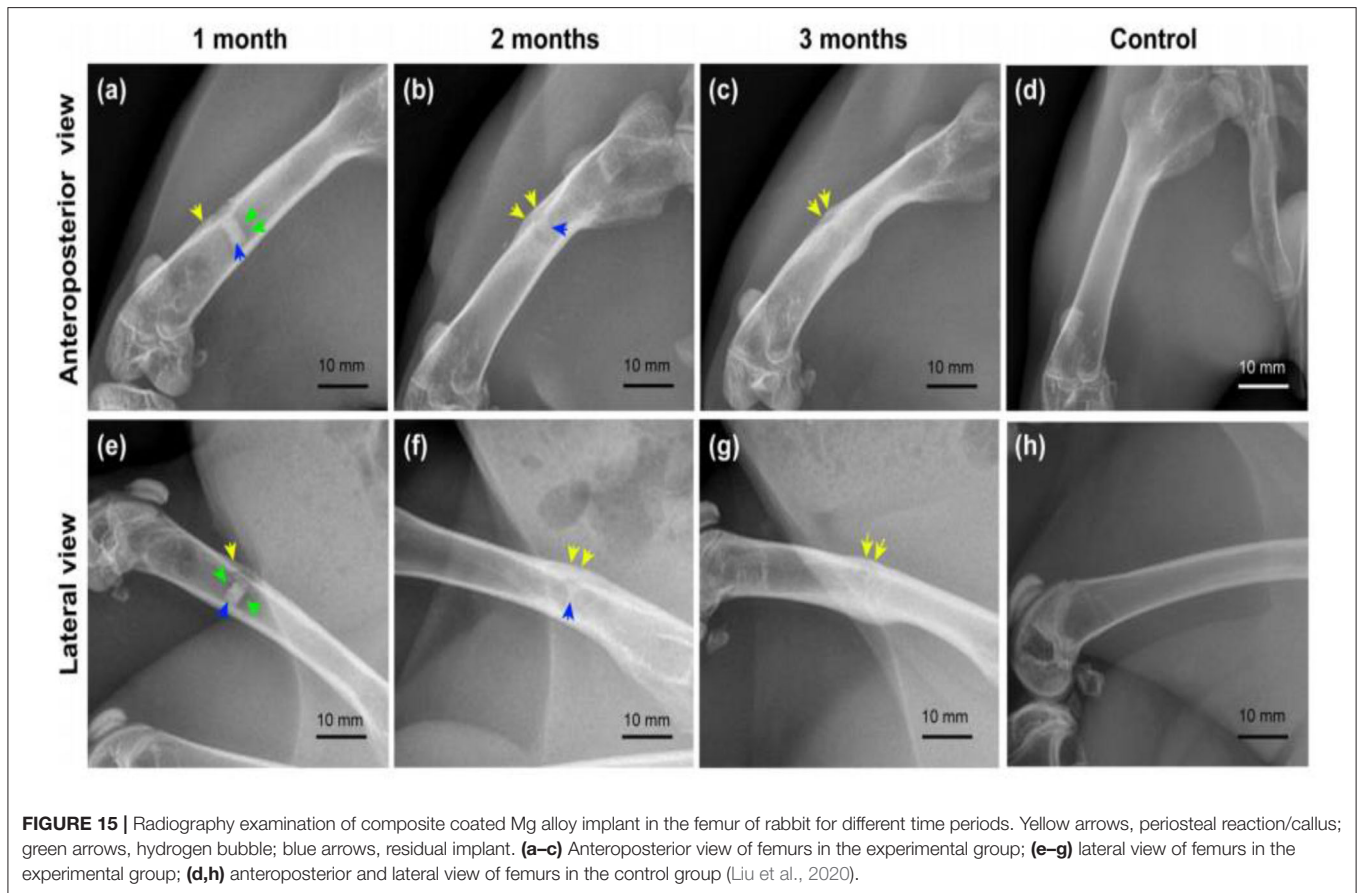 1 month
2 months
3 months
Control
Anteroposterior view
(a)
10 mm
(b)
10 mm
(c)
10 mm
(d)
10 mm
Lateral view
(e)
10 mm
(f)
10 mm
(g)
10 mm
(h)
10 mm
FIGURE 15 | Radiography examination of composite coated Mg alloy implant in the femur of rabbit for different time periods. Yellow arrows, periosteal reaction/callus;
green arrows, hydrogen bubble; blue arrows, residual implant. (a–c) Anteroposterior view of femurs in the experimental group; (e–g) lateral view of femurs in the
experimental group; (d,h) anteroposterior and lateral view of femurs in the control group (Liu et al., 2020).